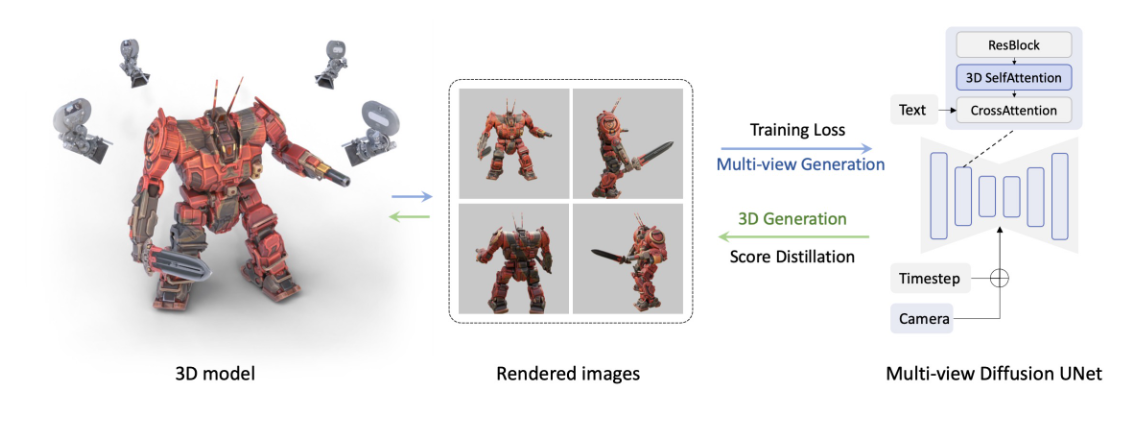 ResBlock
3D SelfAttention
Text
CrossAttention
Training Loss
Multi-view Generation
3D Generation
Score Distillation
Timestep
Camera
3D model
Rendered images
Multi-view Diffusion UNet